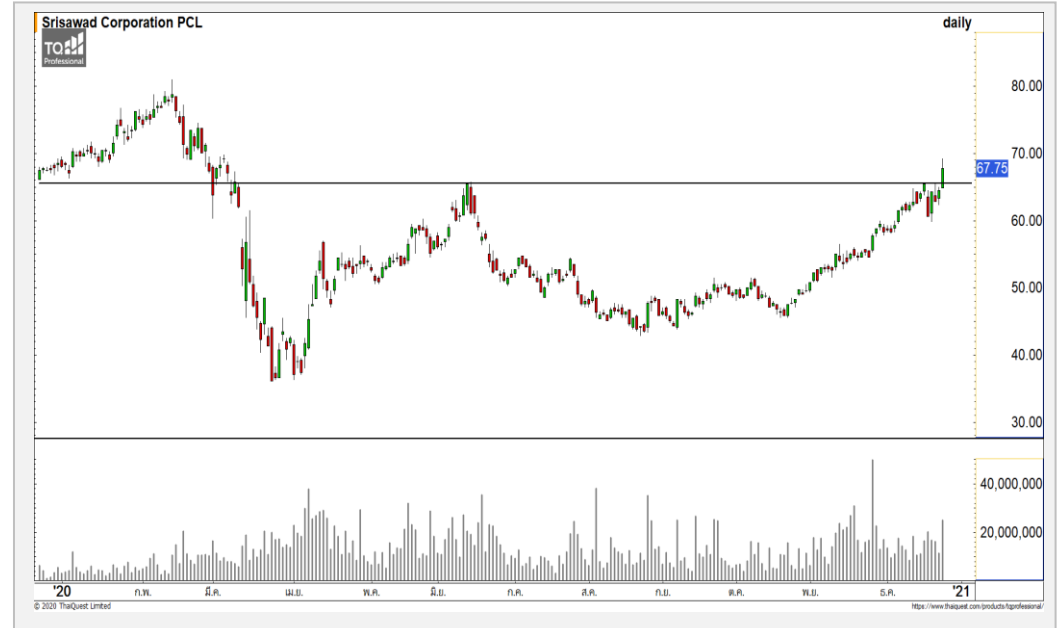 Srisawad Corporation PCL daily
TQ
Professional
80.00
70.00
67.75
60.00
50.00
40.00
30.00
40,000,000
20,000,000
'20 ก.พ. มี.ค. เม.ย. พ.ค. มิ.ย. ก.ค. ส.ค. ก.ย. ต.ค. พ.ย. ธ.ค. '21
© 2020 ThaiQuest Limited https://www.thaiquest.com/products/tqprofessional/